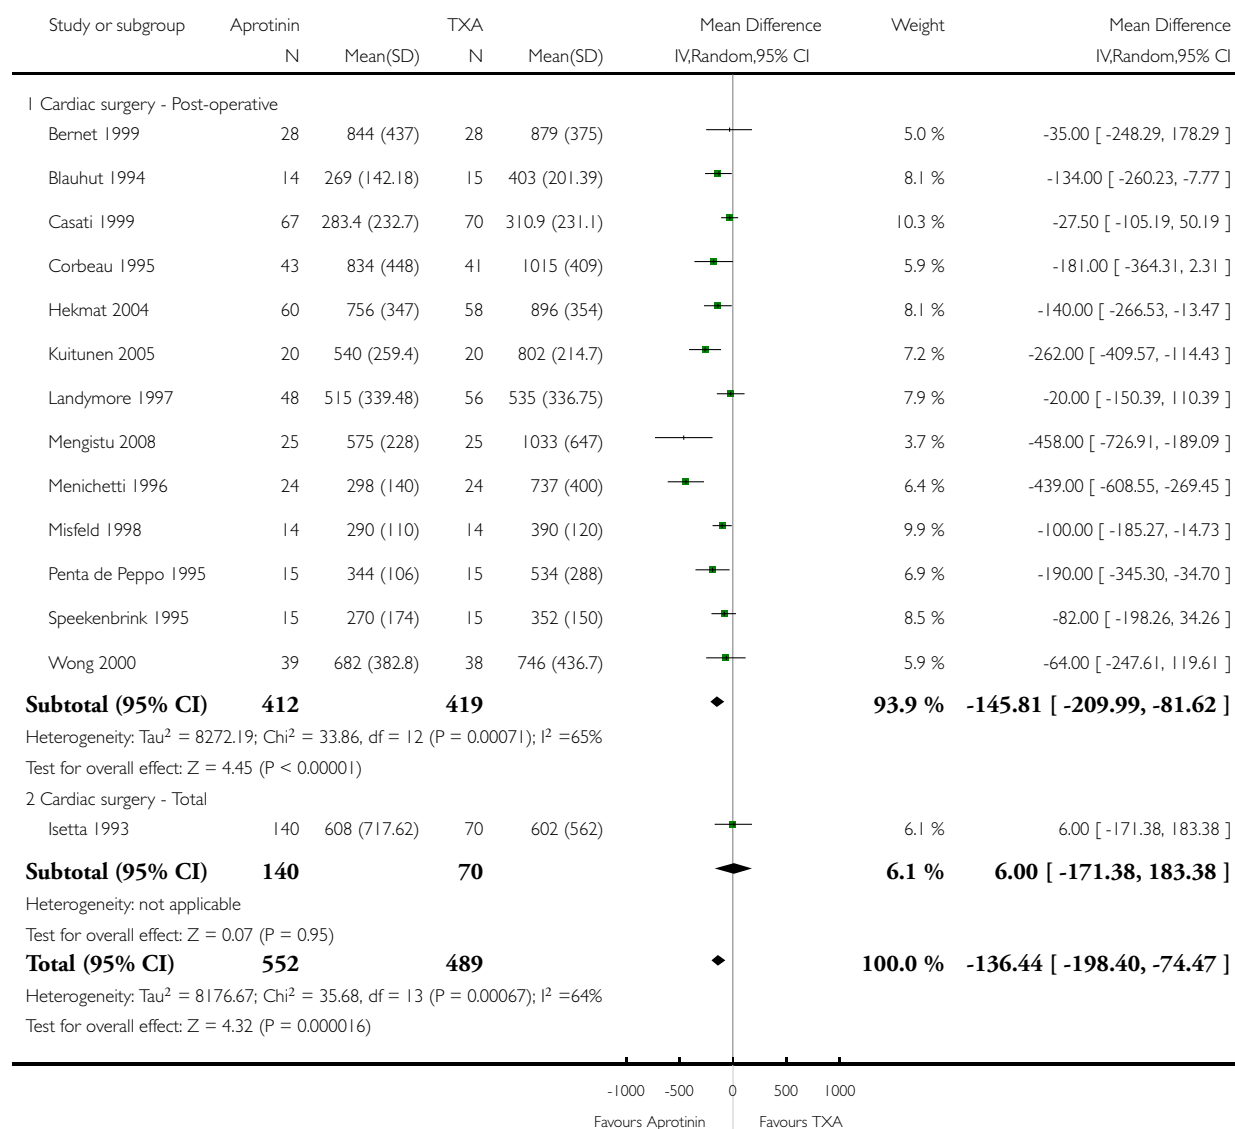 Study or subgroup Aprotinin TXA Mean Difference Weight Mean Difference
N Mean(SD) N Mean(SD) IV,Random,95% CI IV,Random,95% CI
1 Cardiac surgery - Post-operative
Bernet 1999 28 844 (437) 28 879 (375) 5.0 % -35.00 [ -248.29, 178.29 ]
Blauhut 1994 14 269 (142.18) 15 403 (201.39) 8.1 % -134.00 [ -260.23, -7.77 ]
Casati 1999 67 283.4 (232.7) 70 310.9 (231.1) 10.3 % -27.50 [ -105.19, 50.19 ]
Corbeau 1995 43 834 (448) 41 1015 (409) 5.9 % -181.00 [ -364.31, 2.31 ]
Hekmat 2004 60 756 (347) 58 896 (354) 8.1 % -140.00 [ -266.53, -13.47 ]
Kuitunen 2005 20 540 (259.4) 20 802 (214.7) 7.2 % -262.00 [ -409.57, -114.43 ]
Landymore 1997 48 515 (339.48) 56 535 (336.75) 7.9 % -20.00 [ -150.39, 110.39 ]
Mengistu 2008 25 575 (228) 25 1033 (647) 3.7 % -458.00 [ -726.91, -189.09 ]
Menichetti 1996 24 298 (140) 24 737 (400) 6.4 % -439.00 [ -608.55, -269.45 ]
Misfeld 1998 14 290 (110) 14 390 (120) 9.9 % -100.00 [ -185.27, -14.73 ]
Penta de Peppo 1995 15 344 (106) 15 534 (288) 6.9 % -190.00 [ -345.30, -34.70 ]
Speekenbrink 1995 15 270 (174) 15 352 (150) 8.5 % -82.00 [ -198.26, 34.26 ]
Wong 2000 39 682 (382.8) 38 746 (436.7) 5.9 % -64.00 [ -247.61, 119.61 ]
Subtotal (95% CI) 412 419 93.9 % -145.81 [ -209.99, -81.62 ]
Heterogeneity: Tau² = 8272.19; Chi² = 33.86, df = 12 (P = 0.00071); I² =65%
Test for overall effect: Z = 4.45 (P < 0.00001)
2 Cardiac surgery - Total
Isetta 1993 140 608 (717.62) 70 602 (562) 6.1 % 6.00 [ -171.38, 183.38 ]
Subtotal (95% CI) 140 70 6.1 % 6.00 [ -171.38, 183.38 ]
Heterogeneity: not applicable
Test for overall effect: Z = 0.07 (P = 0.95)
Total (95% CI) 552 489 100.0 % -136.44 [ -198.40, -74.47 ]
Heterogeneity: Tau² = 8176.67; Chi² = 35.68, df = 13 (P = 0.00067); I² =64%
Test for overall effect: Z = 4.32 (P = 0.000016)
-1000 -500 0 500 1000
Favours Aprotinin Favours TXA